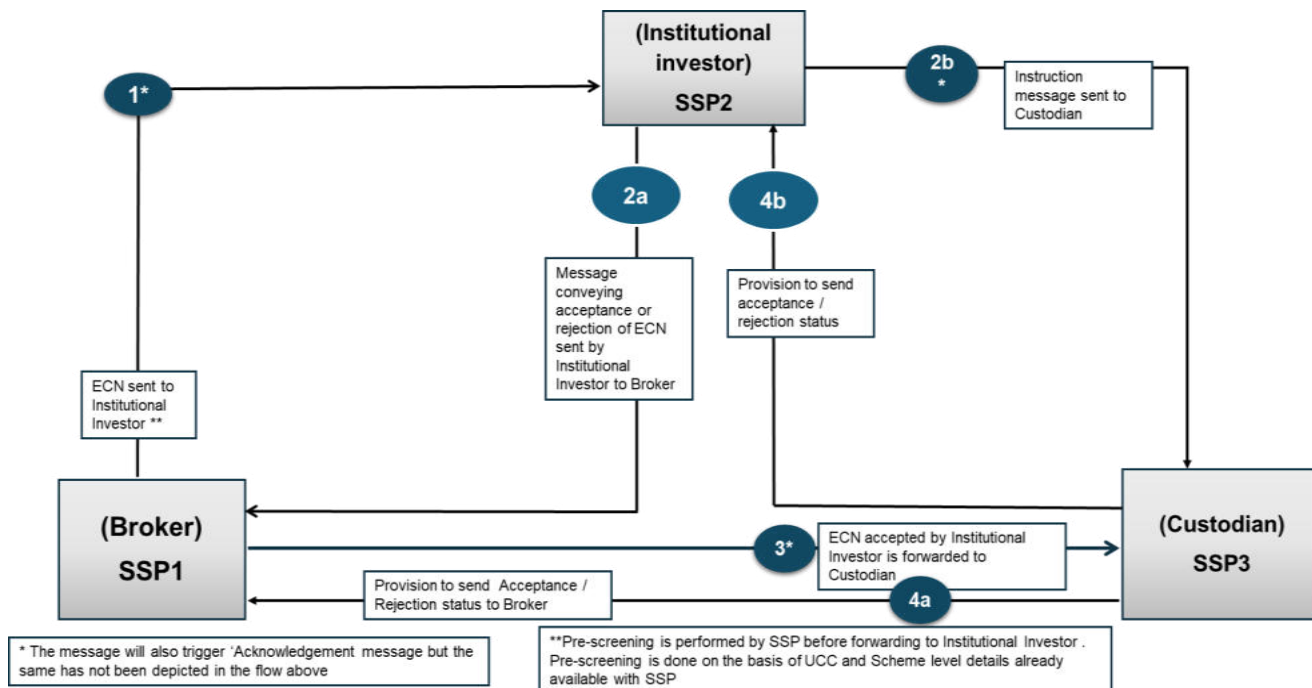 (Institutional
investor)
SSP2
1*
2b
*
Instruction
message sent to
Custodian
2a
4b
Message
conveying
acceptance or
rejection of ECN
sent by
Institutional
Investor to Broker
Provision to send
acceptance /
rejection status
ECN sent to
Institutional
Investor **
(Broker)
SSP1
(Custodian)
SSP3
3*
ECN accepted by Institutional
Investor is forwarded to
Custodian
Provision to send Acceptance /
Rejection status to Broker
4a
* The message will also trigger ‘Acknowledgement message but the
same has not been depicted in the flow above
**Pre-screening is performed by SSP before forwarding to Institutional Investor .
Pre-screening is done on the basis of UCC and Scheme level details already
available with SSP